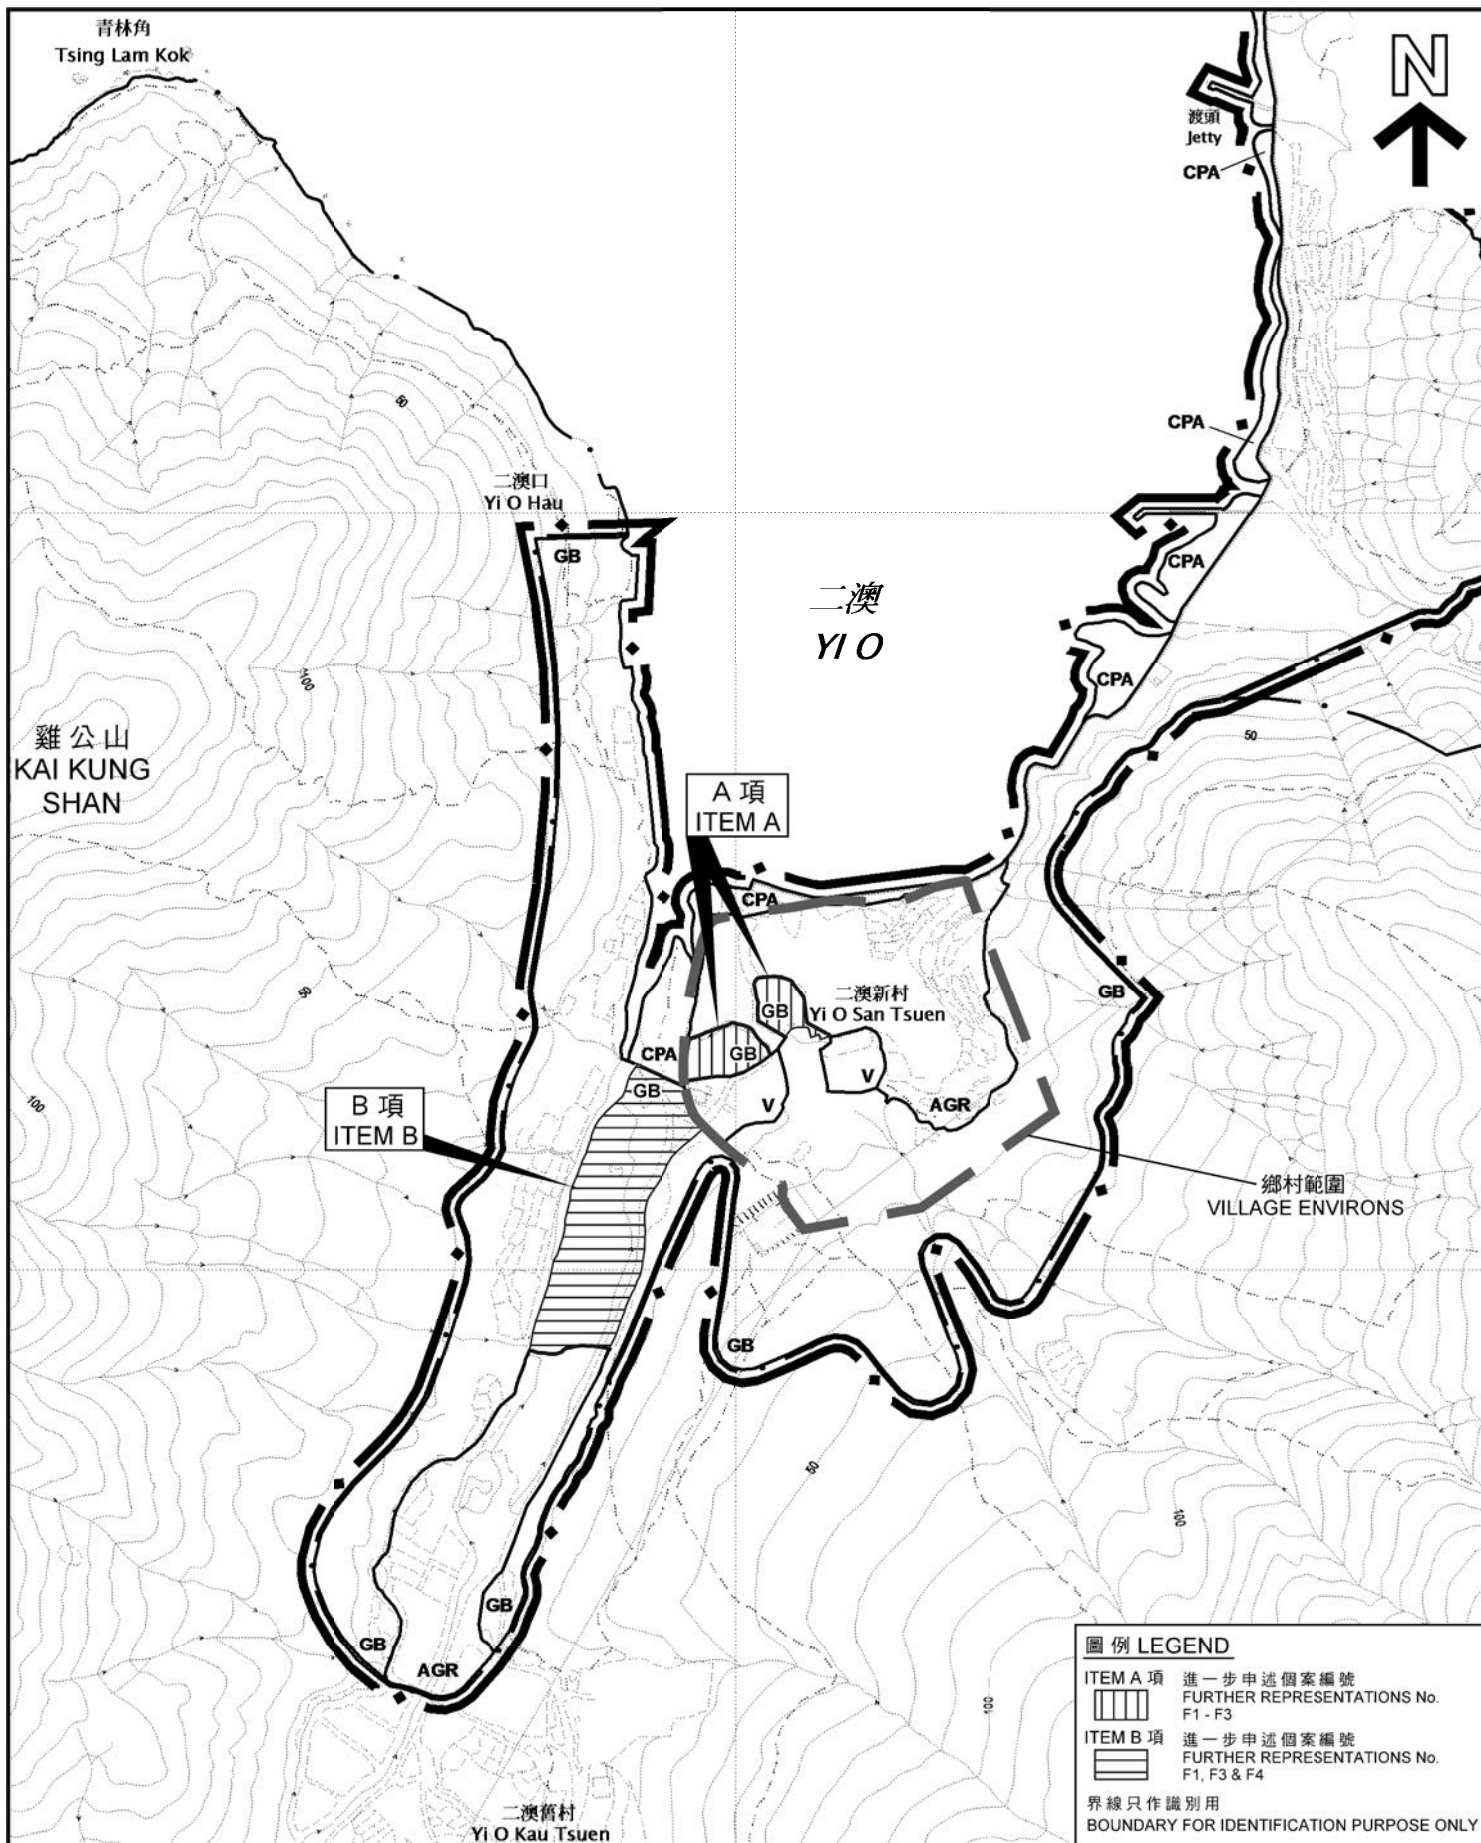 青林角
Tsing Lam Kok
N
渡頭
Jetty
CPA
50
CPA
二澳口
Yi O Hau
GB
CPA
二澳
YI O
100
CPA
雞公山
KAI KUNG
SHAN
50
A 項
ITEM A
CPA
50
二澳新村
Yi O San Tsuen
GB
GB
GB
CPA
GB
V
V
AGR
100
B 項
ITEM B
鄉村範圍
VILLAGE ENVIRONS
GB
50
100
GB
GB
AGR
100
二澳舊村
Yi O Kau Tsuen
圖例 LEGEND
ITEM A 項 進一步申述個案編號
FURTHER REPRESENTATIONS No.
F1 - F3
ITEM B 項 進一步申述個案編號
FURTHER REPRESENTATIONS No.
F1, F3 & F4
界線只作識別用
BOUNDARY FOR IDENTIFICATION PURPOSE ONLY